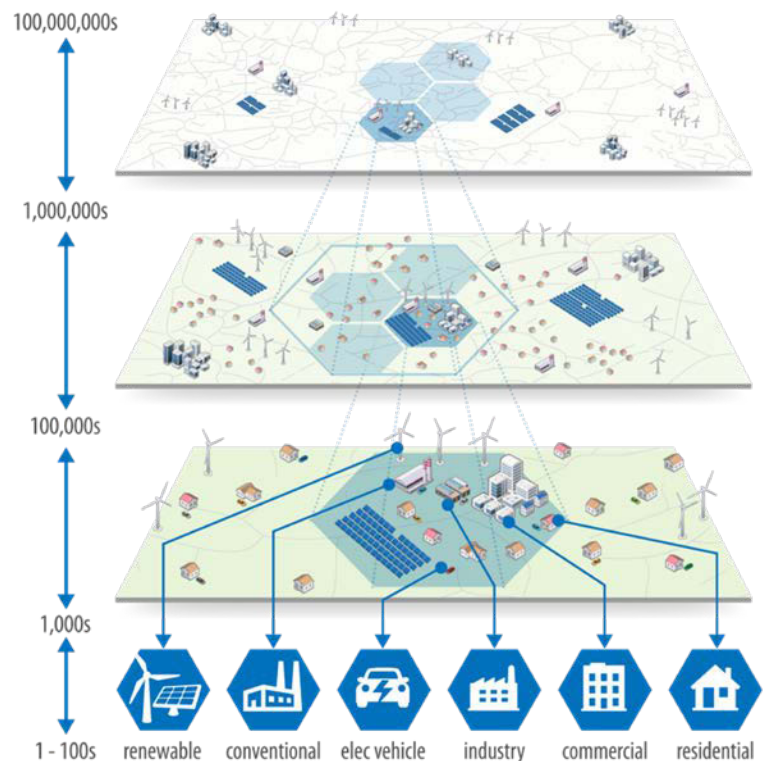 100,000,000s
1,000,000s
100,000s
1,000s
1 - 100s renewable conventional elec vehicle industry commercial residential